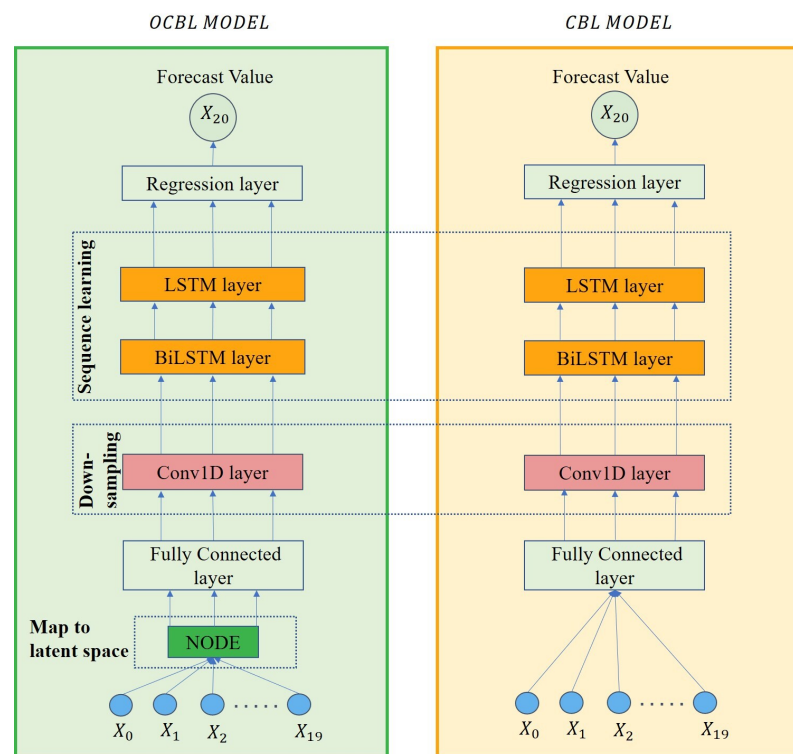 OCBL MODEL
CBL MODEL
Forecast Value
X20
Regression layer
Sequence learning
LSTM layer
BiLSTM layer
Down-
sampling
Conv1D layer
Fully Connected
layer
Map to
latent space
NODE
X0 X1 X2 ..... X19
Forecast Value
X20
Regression layer
LSTM layer
BiLSTM layer
Conv1D layer
Fully Connected
layer
X0 X1 X2 ..... X19